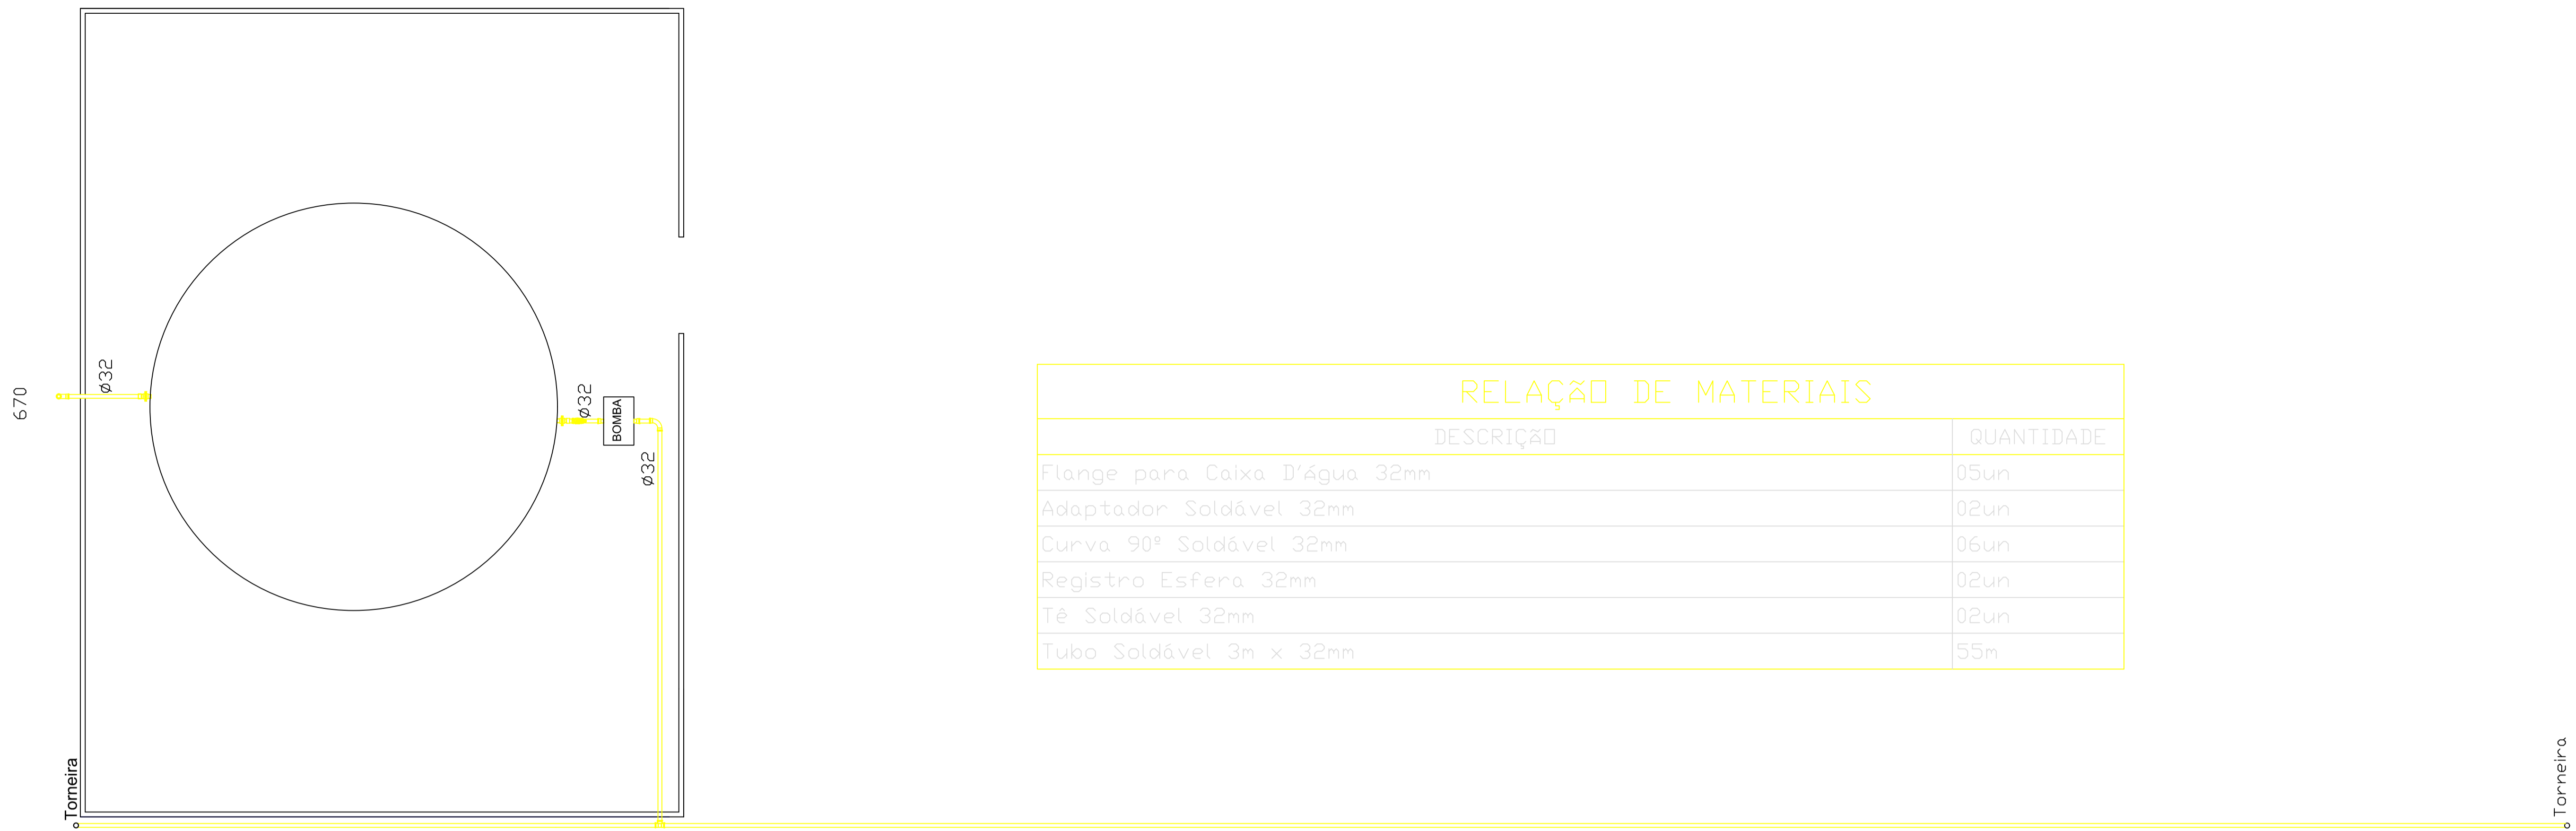 670
ø32
ø32
BOMBA
ø32
RELAÇÃO DE MATERIAIS
DESCRIÇÃO QUANTIDADE
Flange para Caixa D'Água 32mm 05un
Adaptador Soldável 32mm 02un
Curva 90º Soldável 32mm 06un
Registro Esfera 32mm 02un
Tê Soldável 32mm 02un
Tubo Soldável 3m x 32mm 55m
Torneira
Torneira